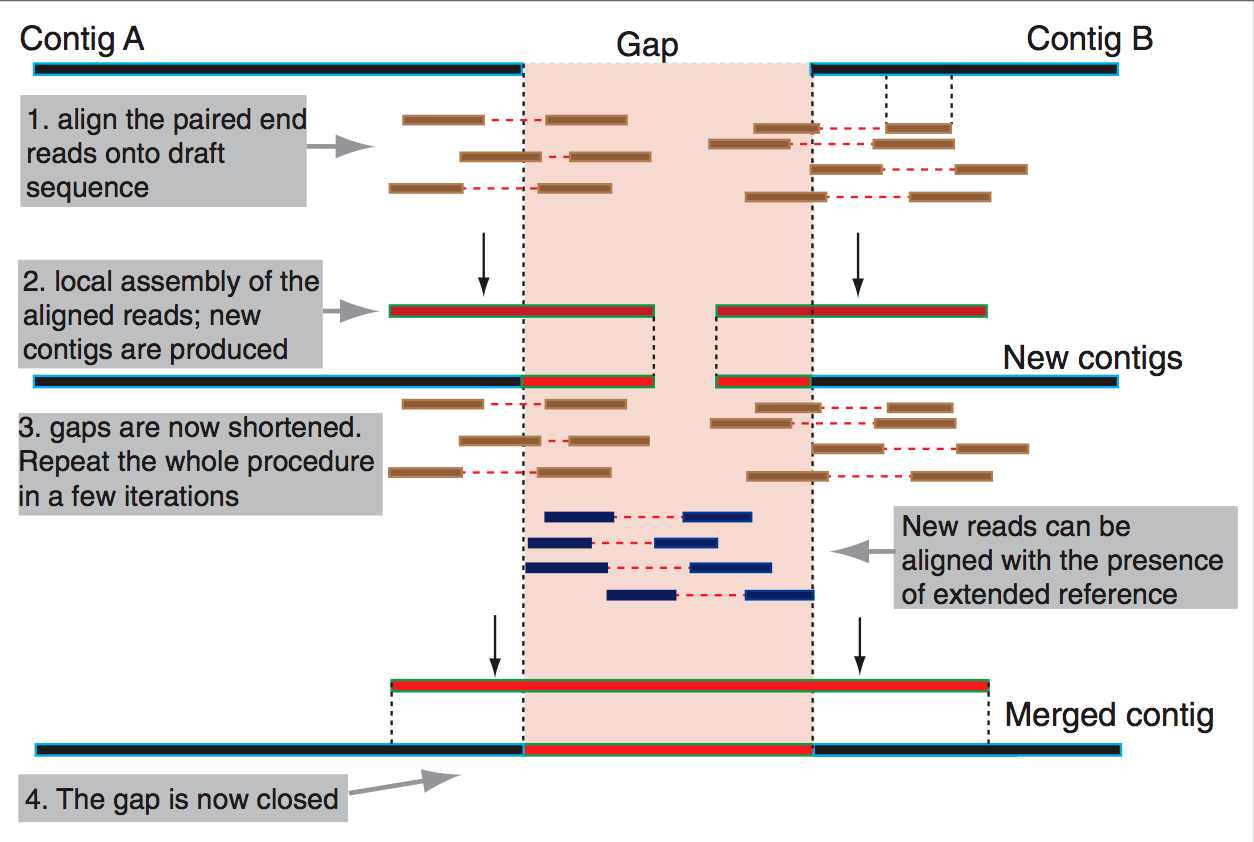 Contig A
Gap
Contig B
1. align the paired end
reads onto draft
sequence
2. local assembly of the
aligned reads; new
contigs are produced
New contigs
3. gaps are now shortened.
Repeat the whole procedure
in a few iterations
New reads can be
aligned with the presence
of extended reference
Merged contig
4. The gap is now closed